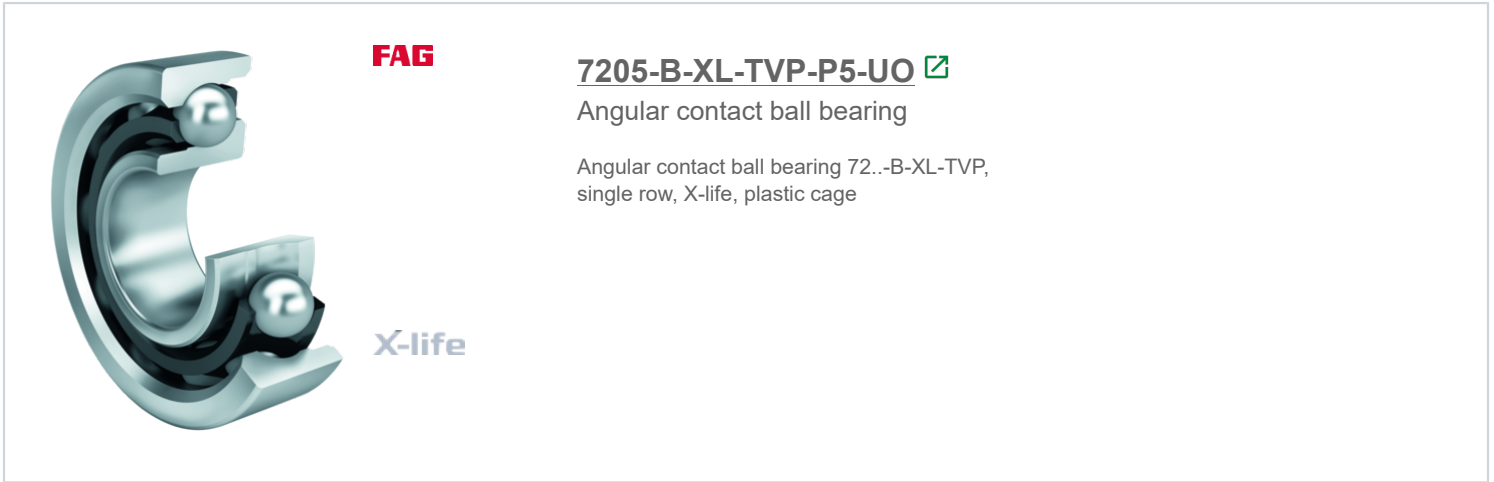 FAG
7205-B-XL-TVP-P5-UO
Angular contact ball bearing
Angular contact ball bearing 72..-B-XL-TVP,
single row, X-life, plastic cage
X-life